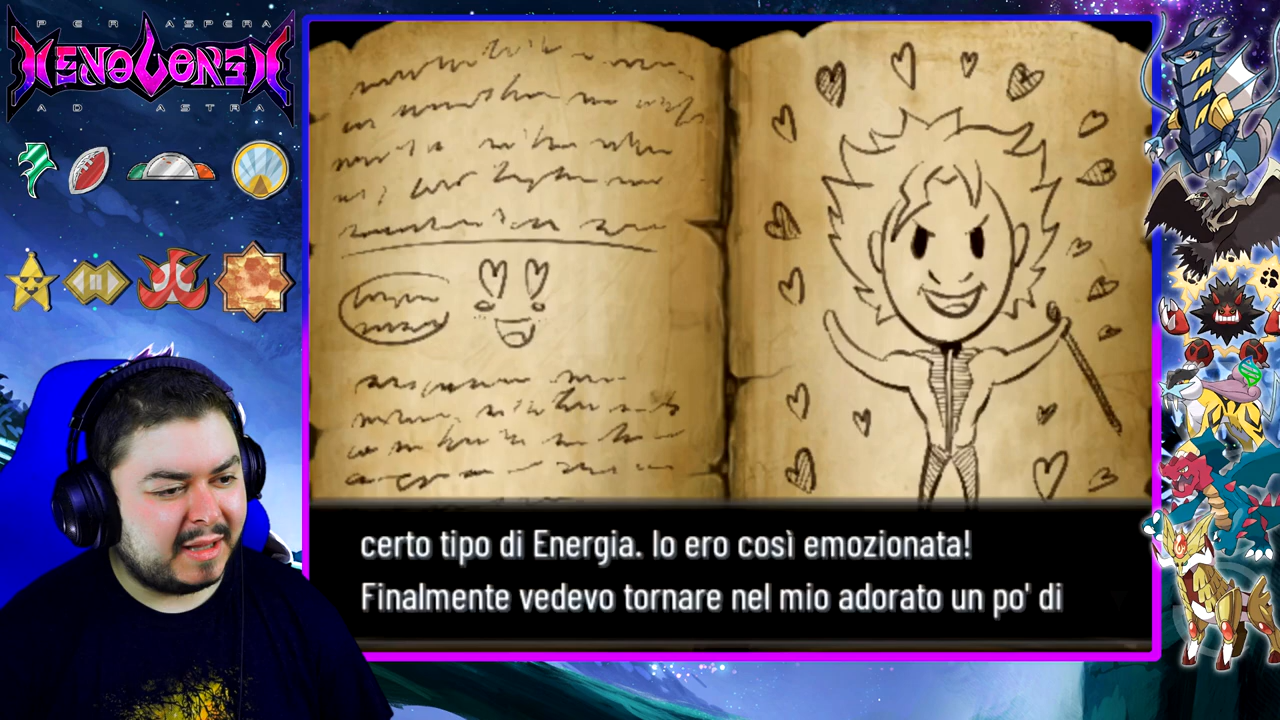 PER ASPERA
XENOVERSE
AD ASTRA
certo tipo di Energia. Io ero così emozionata!
Finalmente vedevo tornare nel mio adorato un po' di